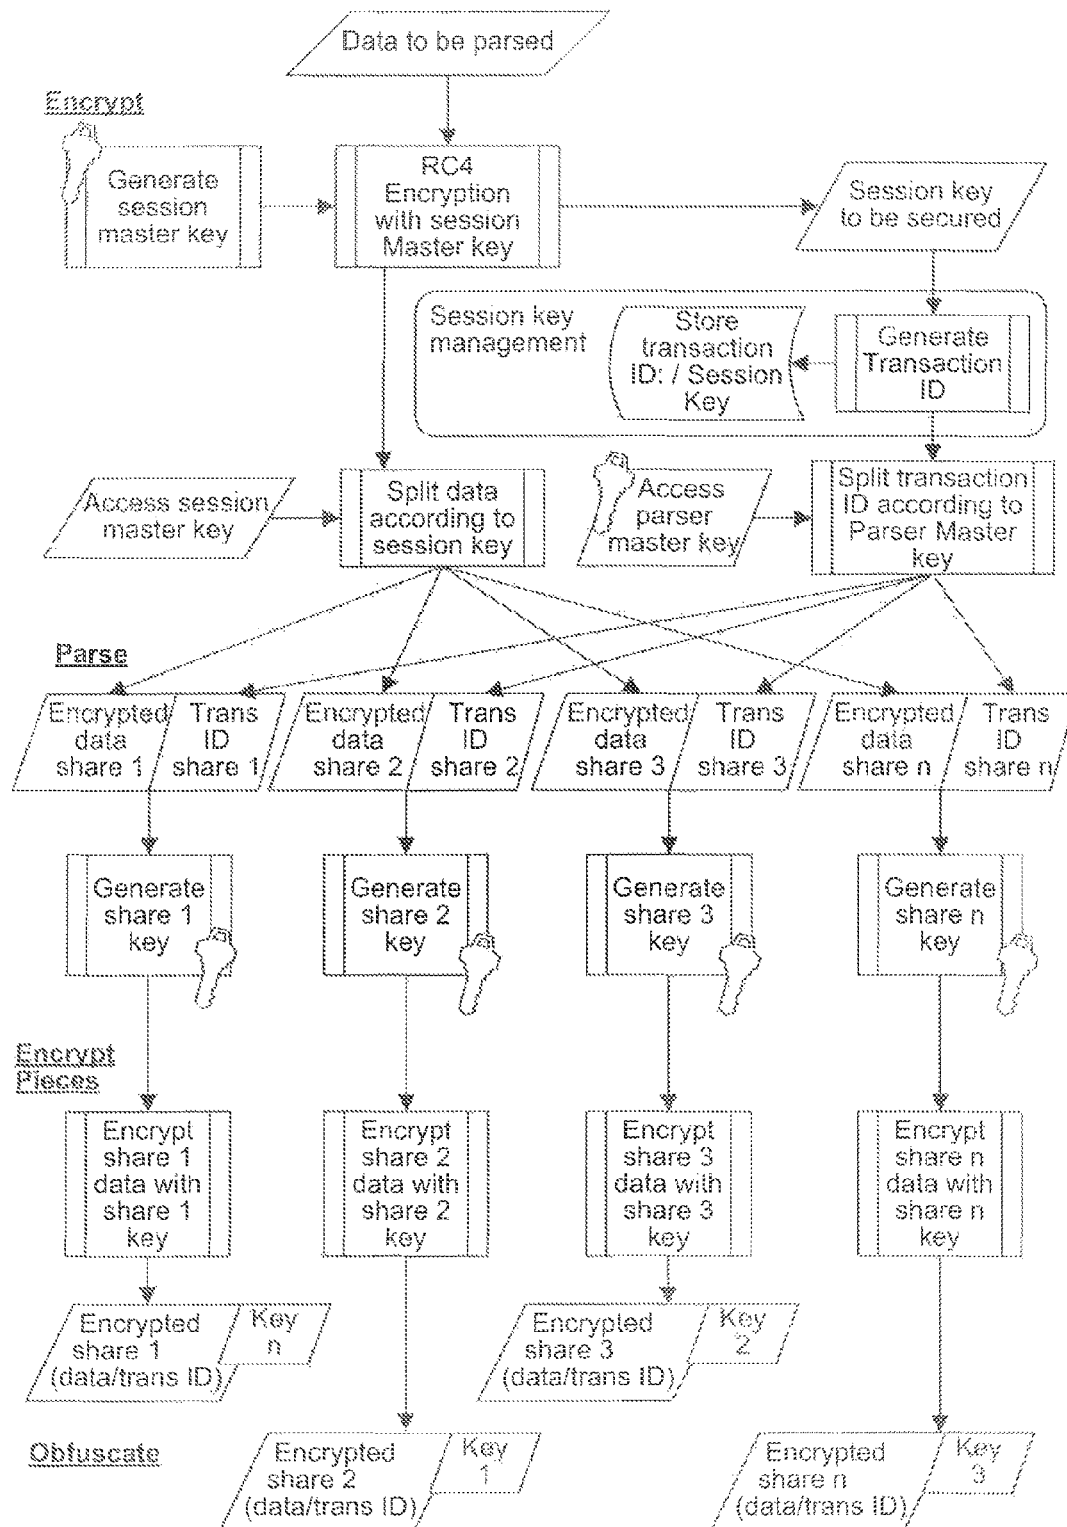 Data to be parsed
Encrypt
Generate
session
master key
RC4
Encryption
with session
Master key
Session key
to be secured
Session key
management
Store
transaction
ID: / Session
Key
Generate
Transaction
ID
Access session
master key
Split data
according to
session key
Access
parser
master key
Split transaction
ID according to
Parser Master
key
Parse
Encrypted
data
share 1
Trans
ID
share 1
Encrypted
data
share 2
Trans
ID
share 2
Encrypted
data
share 3
Trans
ID
share 3
Encrypted
data
share n
Trans
ID
share n
Generate
share 1
key
Generate
share 2
key
Generate
share 3
key
Generate
share n
key
Encrypt
Pieces
Encrypt
share 1
data with
share 1
key
Encrypt
share 2
data with
share 2
key
Encrypt
share 3
data with
share 3
key
Encrypt
share n
data with
share n
key
Encrypted
share 1
(data/trans ID)
Key
n
Encrypted
share 3
(data/trans ID)
Key
2
Obfuscate
Encrypted
share 2
(data/trans ID)
Key
1
Encrypted
share n
(data/trans ID)
Key
3